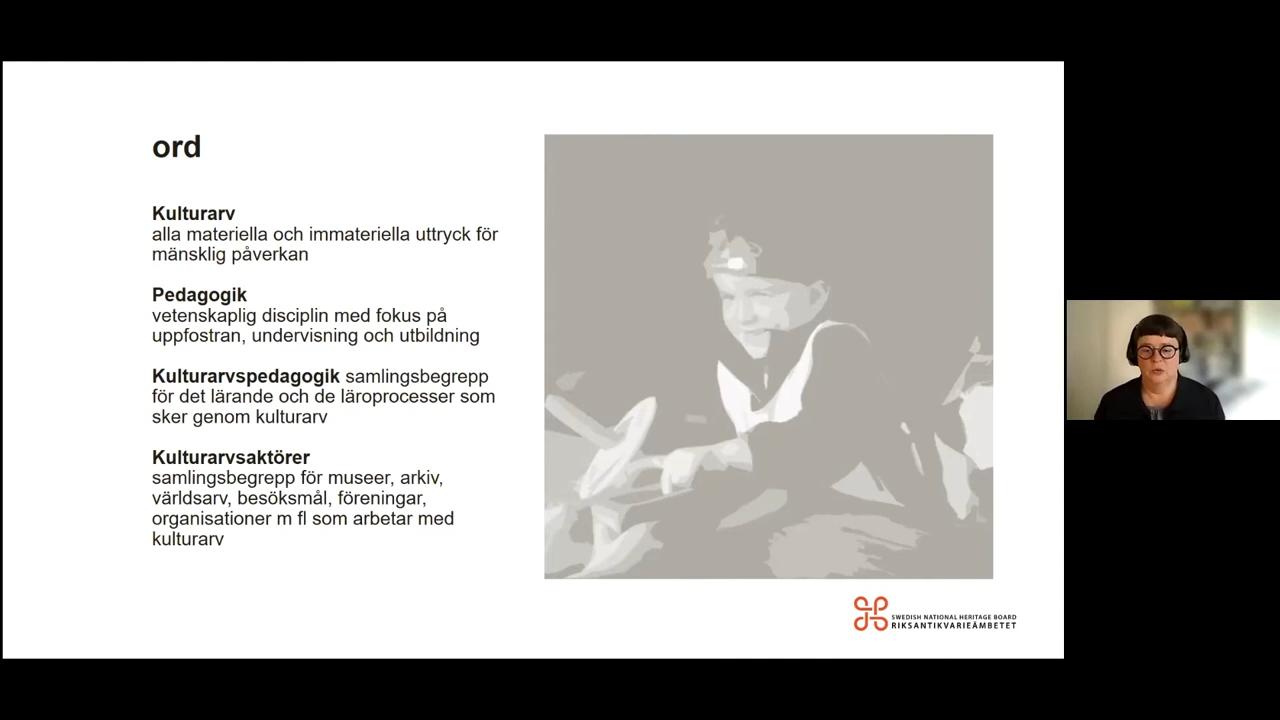 ord
Kulturarv
alla materiella och immateriella uttryck för
mänsklig påverkan
Pedagogik
vetenskaplig disciplin med fokus på
uppfostran, undervisning och utbildning
Kulturarvspedagogik samlingsbegrepp
för det lärande och de läroprocesser som
sker genom kulturarv
Kulturarvsaktörer
samlingsbegrepp för museer, arkiv,
världsarv, besöksmål, föreningar,
organisationer m fl som arbetar med
kulturarv
SWEDISH NATIONAL HERITAGE BOARD
RIKSANTIKVARIEÄMBETET